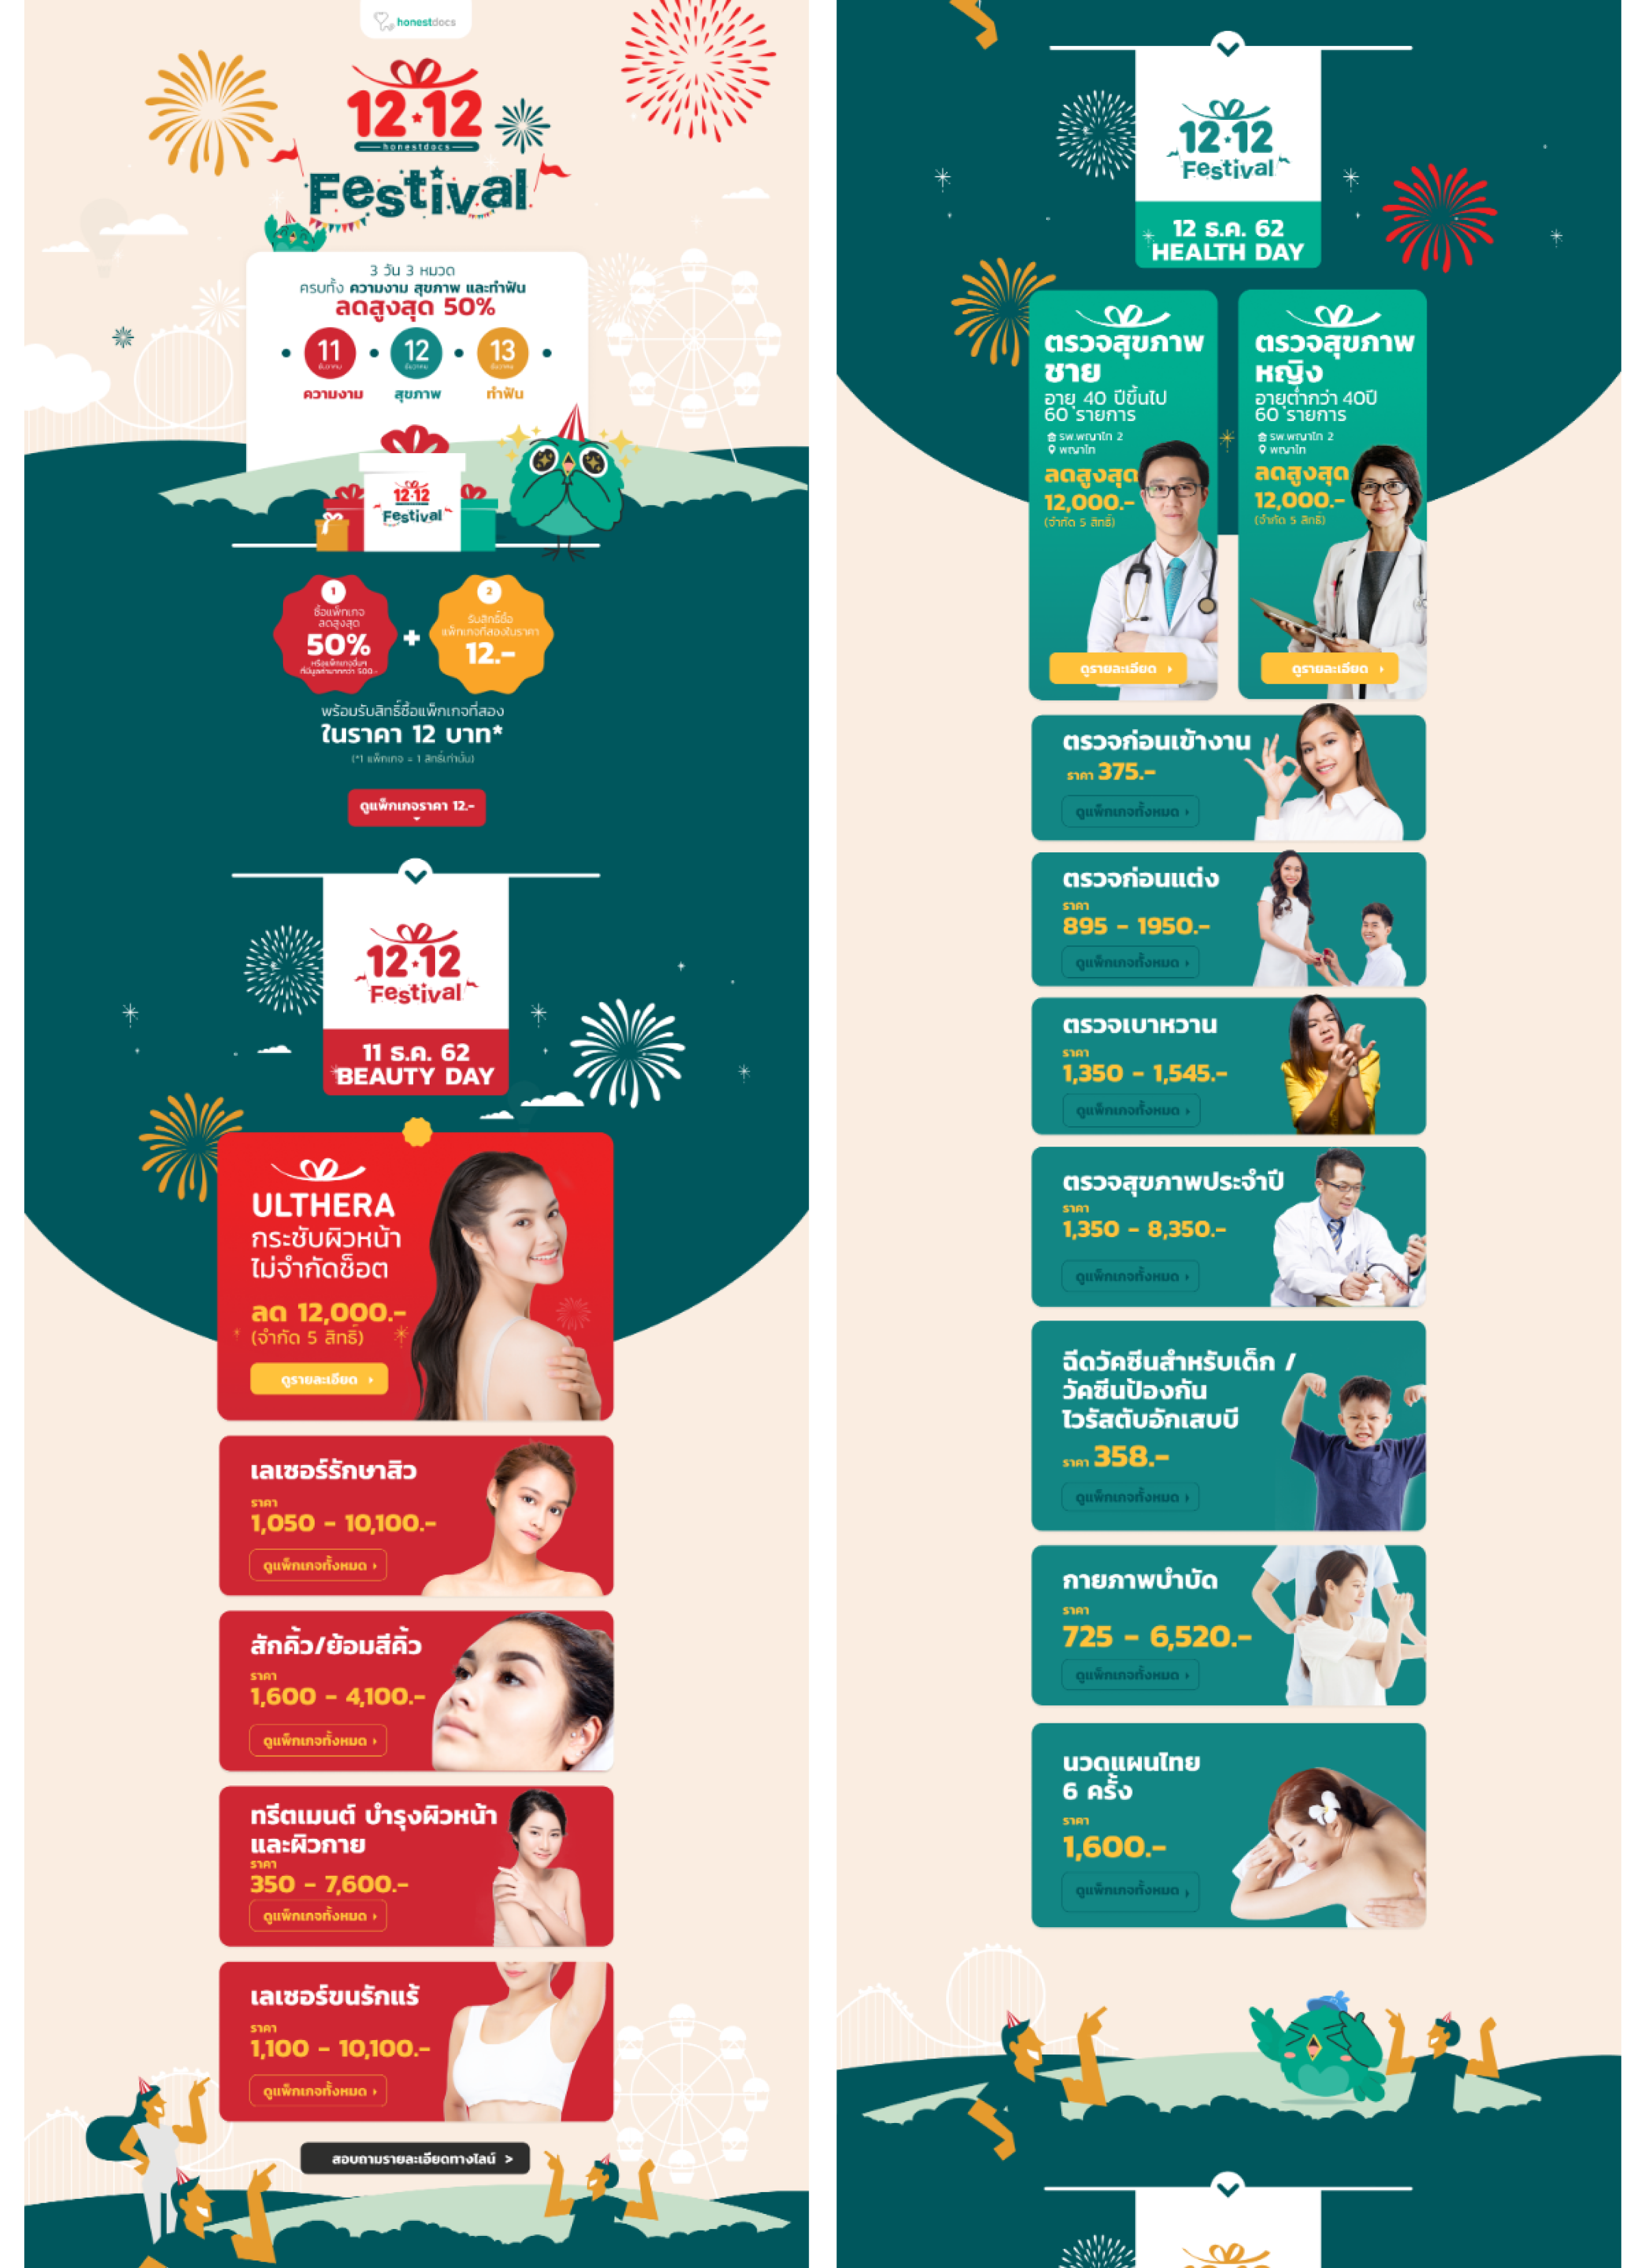 honestdocs
12·12
honestdocs
Festival
3 วัน 3 หมวด
ครบทั้ง ความงาม สุขภาพ และทำฟัน
ลดสูงสุด 50%
11
ธันวาคม
12
ธันวาคม
13
ธันวาคม
ความงาม
สุขภาพ
ทำฟัน
12·12
Festival
1
ซื้อแพ็กเกจ
ลดสูงสุด
50%
หรือแพ็กเกจอื่นๆ
ที่มีมูลค่ามากกว่า 500.-
+
2
รับสิทธิ์ซื้อ
แพ็กเกจที่สองในราคา
12.-
พร้อมรับสิทธิ์ซื้อแพ็กเกจที่สอง
ในราคา 12 บาท*
(*1 แพ็กเกจ = 1 สิทธิ์เท่านั้น)
ดูแพ็กเกจราคา 12.-
12·12
Festival
11 ธ.ค. 62
BEAUTY DAY
ULTHERA
กระชับผิวหน้า
ไม่จำกัดช็อต
ลด 12,000.-
(จำกัด 5 สิทธิ์)
ดูรายละเอียด
เลเซอร์รักษาสิว
ราคา
1,050 - 10,100.-
ดูแพ็กเกจทั้งหมด
สักคิ้ว/ย้อมสีคิ้ว
ราคา
1,600 - 4,100.-
ดูแพ็กเกจทั้งหมด
ทรีตเมนต์ บำรุงผิวหน้า
และผิวกาย
ราคา
350 - 7,600.-
ดูแพ็กเกจทั้งหมด
เลเซอร์ขนรักแร้
ราคา
1,100 - 10,100.-
ดูแพ็กเกจทั้งหมด
สอบถามรายละเอียดทางไลน์ >
12·12
Festival
12 ธ.ค. 62
HEALTH DAY
ตรวจสุขภาพ
ชาย
อายุ 40 ปีขึ้นไป
60 รายการ
รพ.พญาไท 2
พญาไท
ลดสูงสุด
12,000.-
(จำกัด 5 สิทธิ์)
ดูรายละเอียด
ตรวจสุขภาพ
หญิง
อายุต่ำกว่า 40ปี
60 รายการ
รพ.พญาไท 2
พญาไท
ลดสูงสุด
12,000.-
(จำกัด 5 สิทธิ์)
ดูรายละเอียด
ตรวจก่อนเข้างาน
ราคา 375.-
ดูแพ็กเกจทั้งหมด
ตรวจก่อนแต่ง
ราคา
895 - 1950.-
ดูแพ็กเกจทั้งหมด
ตรวจเบาหวาน
ราคา
1,350 - 1,545.-
ดูแพ็กเกจทั้งหมด
ตรวจสุขภาพประจำปี
ราคา
1,350 - 8,350.-
ดูแพ็กเกจทั้งหมด
ฉีดวัคซีนสำหรับเด็ก /
วัคซีนป้องกัน
ไวรัสตับอักเสบบี
ราคา 358.-
ดูแพ็กเกจทั้งหมด
กายภาพบำบัด
ราคา
725 - 6,520.-
ดูแพ็กเกจทั้งหมด
นวดแผนไทย
6 ครั้ง
ราคา
1,600.-
ดูแพ็กเกจทั้งหมด